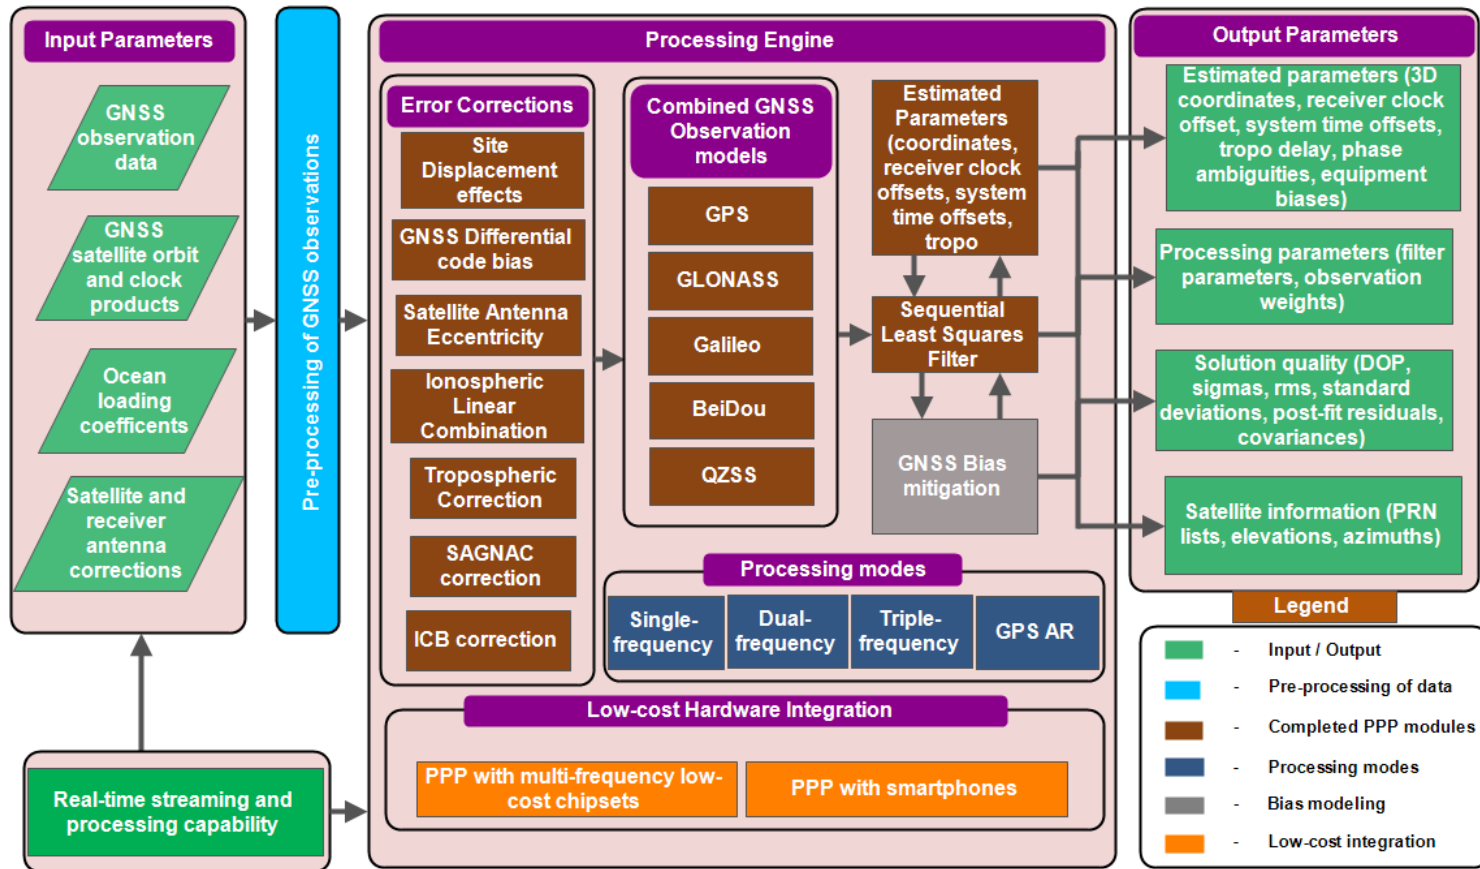 Input Parameters
GNSS
observation
data
GNSS
satellite orbit
and clock
products
Ocean
loading
coefficents
Satellite and
receiver
antenna
corrections
Real-time streaming and
processing capability
Pre-processing of GNSS observations
Processing Engine
Error Corrections
Site
Displacement
effects
GNSS Differential
code bias
Satellite Antenna
Eccentricity
Ionospheric
Linear
Combination
Tropospheric
Correction
SAGNAC
correction
ICB correction
Combined GNSS
Observation
models
GPS
GLONASS
Galileo
BeiDou
QZSS
Estimated
Parameters
(coordinates,
receiver clock
offsets, system
time offsets,
tropo
Sequential
Least Squares
Filter
GNSS Bias
mitigation
Processing modes
Single-
frequency
Dual-
frequency
Triple-
frequency
GPS AR
Low-cost Hardware Integration
PPP with multi-frequency low-
cost chipsets
PPP with smartphones
Output Parameters
Estimated parameters (3D
coordinates, receiver clock
offset, system time offsets,
tropo delay, phase
ambiguities, equipment
biases)
Processing parameters (filter
parameters, observation
weights)
Solution quality (DOP,
sigmas, rms, standard
deviations, post-fit residuals,
covariances)
Satellite information (PRN
lists, elevations, azimuths)
Legend
- Input / Output
- Pre-processing of data
- Completed PPP modules
- Processing modes
- Bias modeling
- Low-cost integration